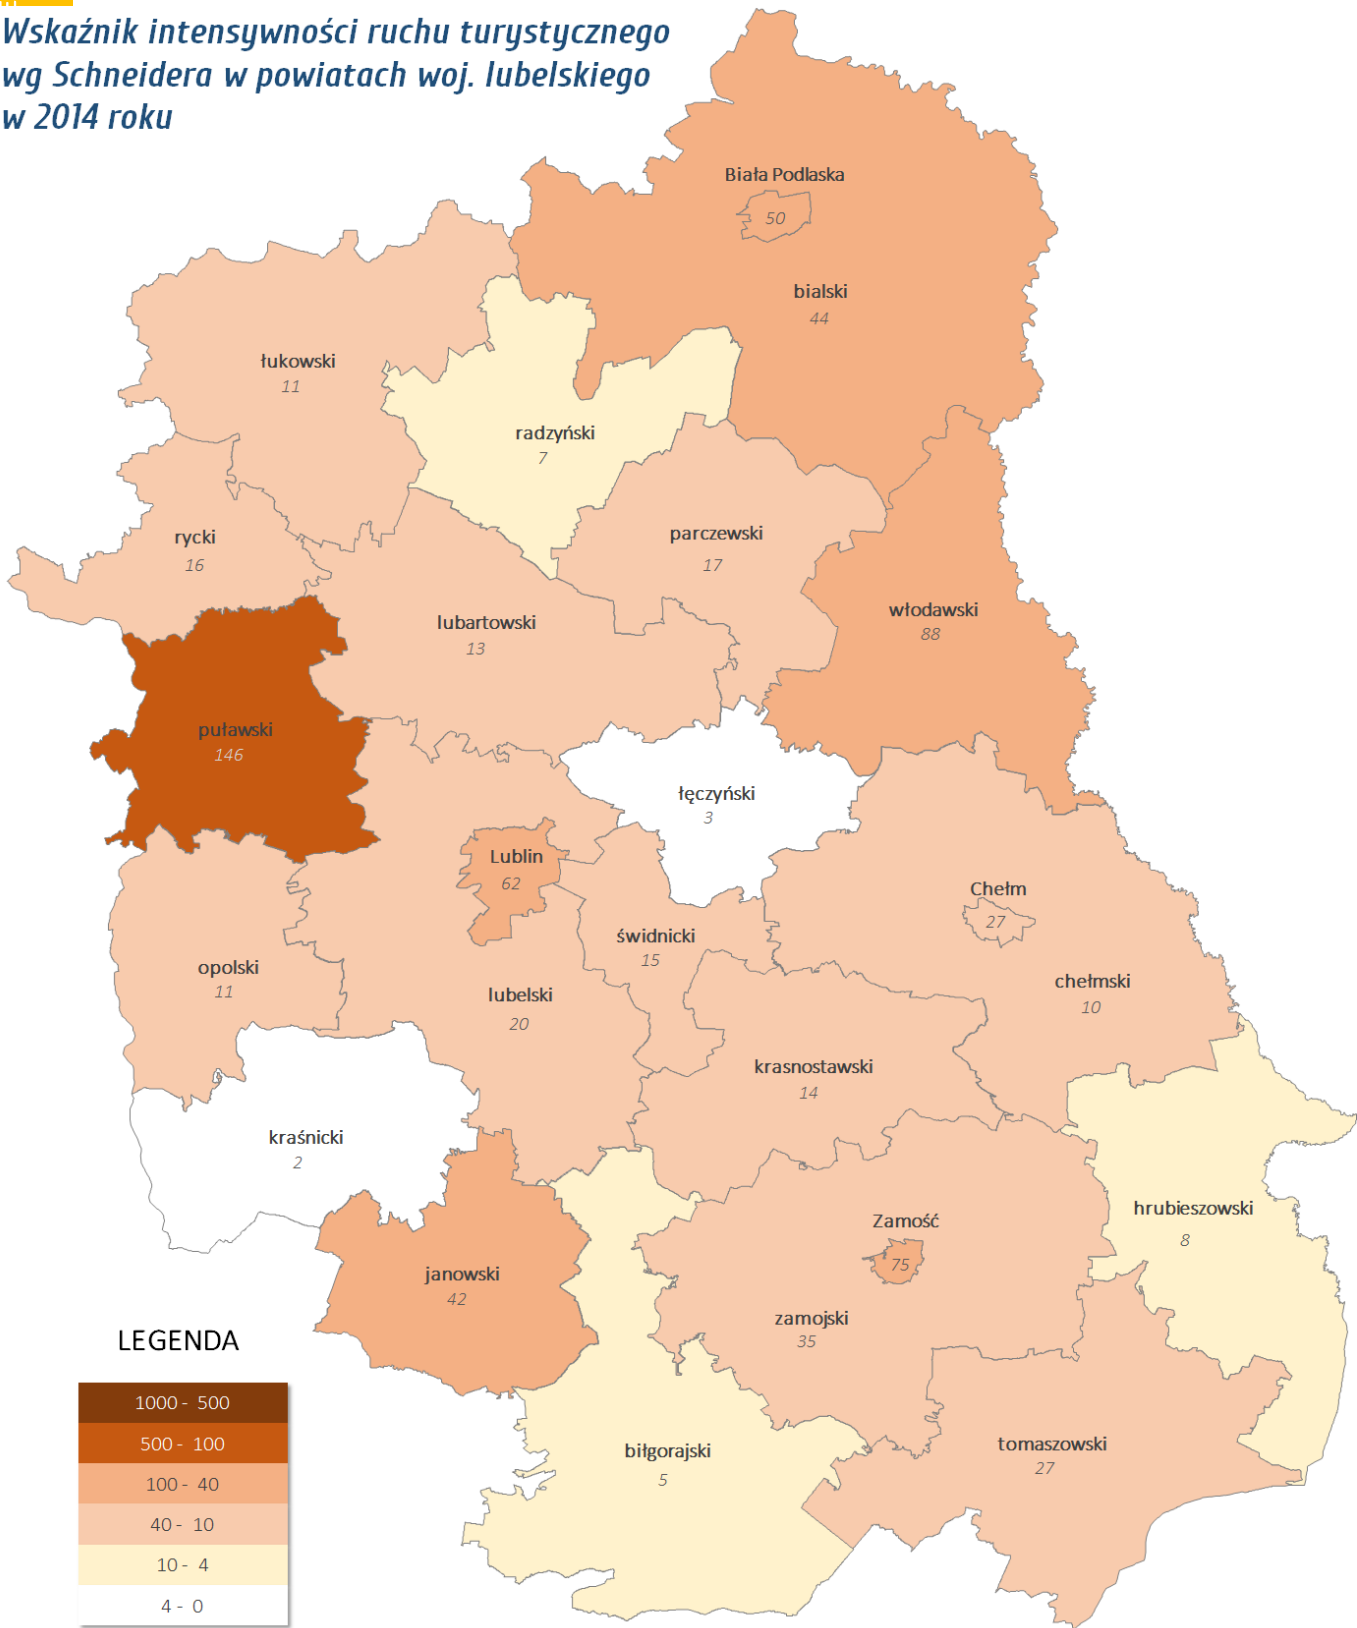 Wskaźnik intensywności ruchu turystycznego
wg Schneidera w powiatach woj. lubelskiego
w 2014 roku
Biała Podlaska
50
bialski
44
łukowski
11
radzyński
7
rycki
16
parczewski
17
lubartowski
13
włodawski
88
puławski
146
łęczyński
3
Lublin
62
Chełm
27
świdnicki
15
opolski
11
lubelski
20
chełmski
10
krasnostawski
14
kraśnicki
2
hrubieszowski
8
Zamość
75
janowski
42
zamojski
35
biłgorajski
5
tomaszowski
27
LEGENDA
1000 - 500
500 - 100
100 - 40
40 - 10
10 - 4
4 - 0